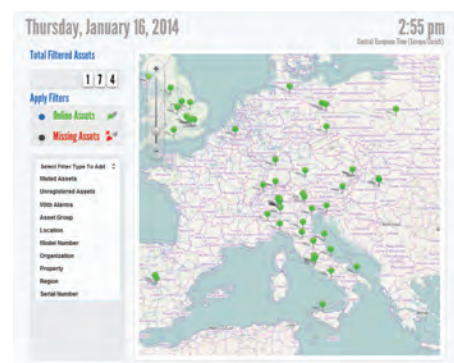 Thursday, January 16, 2014
2:55 pm
Central European Time (Europe/Zurich)
Total Filtered Assets
1 7 4
Apply Filters
Online Assets
Missing Assets
Select Filter Type To Add
Muted Assets
Unregistered Assets
With Alarms
Asset Group
Location
Model Number
Organization
Property
Region
Serial Number